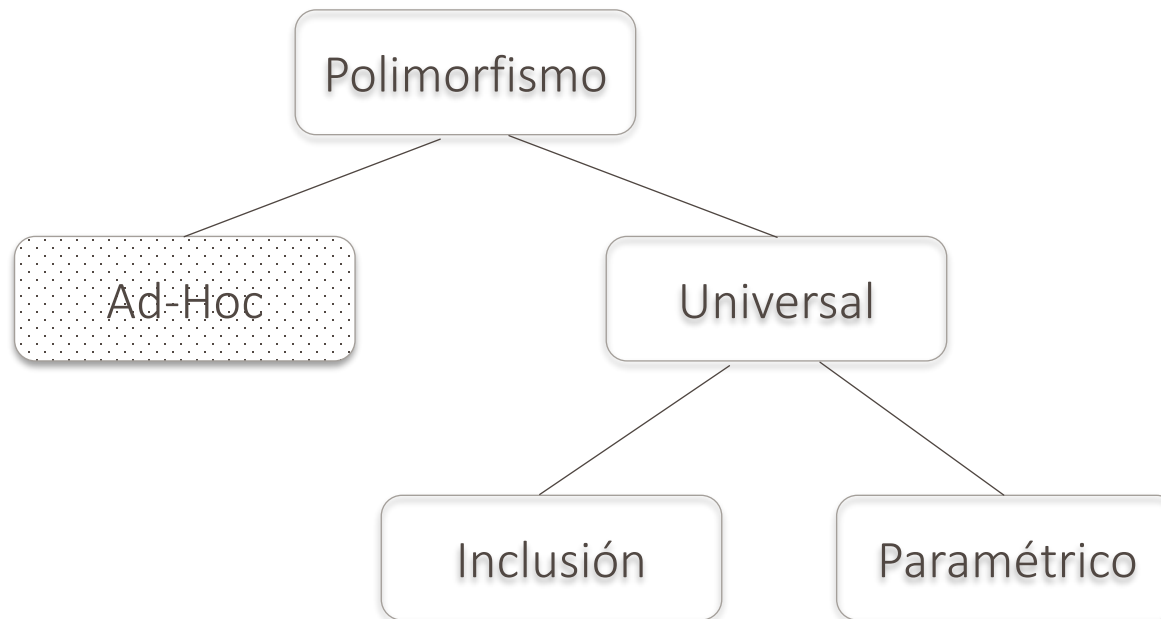 Polimorfismo
Ad-Hoc
Universal
Inclusión
Paramétrico